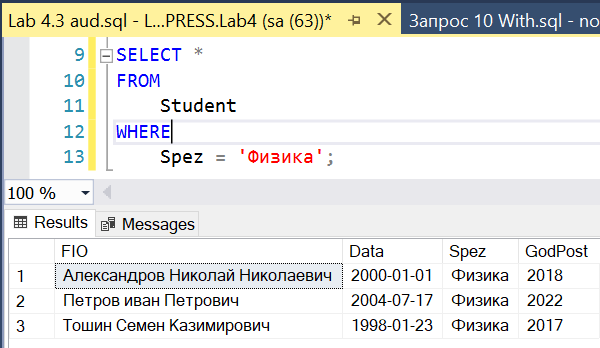 Lab 4.3 aud.sql - L...PRESS.Lab4 (sa (63))* Запрос 10 With.sql - no
9 SELECT *
10 FROM
11 Student
12 WHERE
13 Spez = 'Физика';
100 %
Results Messages
FIO Data Spez GodPost
1 Александров Николай Николаевич 2000-01-01 Физика 2018
2 Петров иван Петрович 2004-07-17 Физика 2022
3 Тошин Семен Казимирович 1998-01-23 Физика 2017